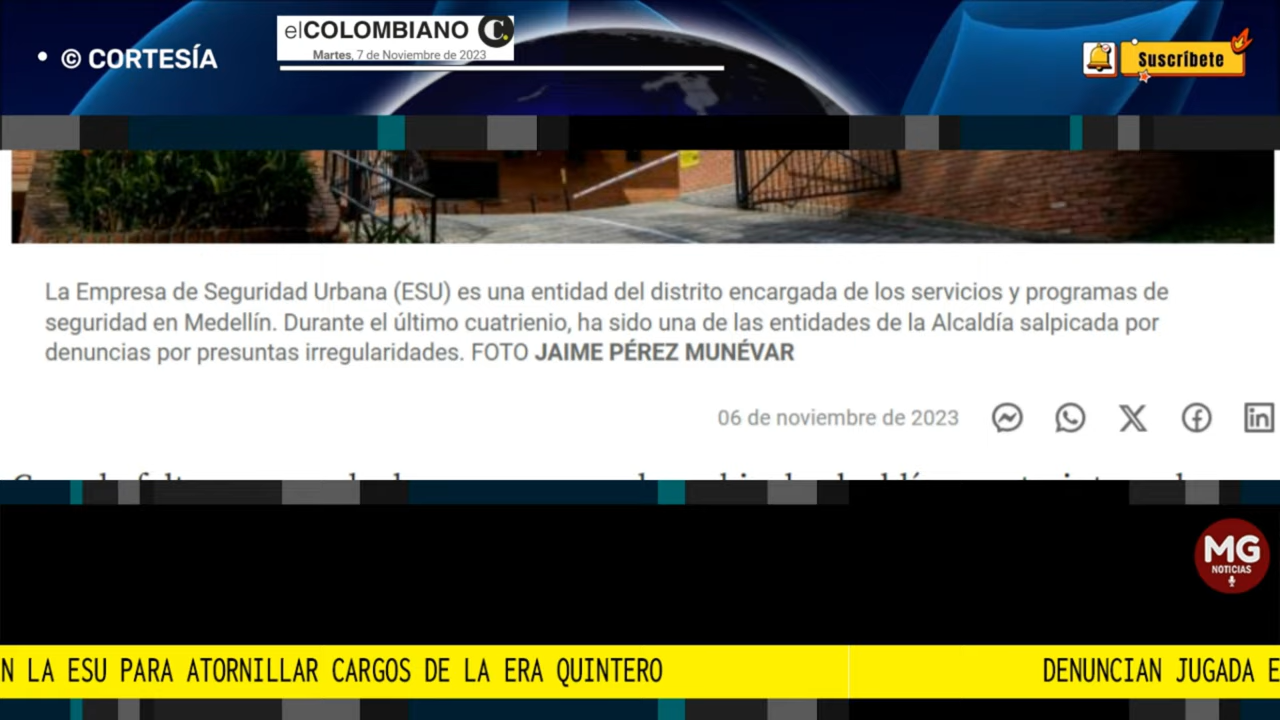 • © CORTESÍA
elCOLOMBIANO C.
Martes, 7 de Noviembre de 2023
Suscríbete
La Empresa de Seguridad Urbana (ESU) es una entidad del distrito encargada de los servicios y programas de
seguridad en Medellín. Durante el último cuatrienio, ha sido una de las entidades de la Alcaldía salpicada por
denuncias por presuntas irregularidades. FOTO JAIME PÉREZ MUNÉVAR
06 de noviembre de 2023
MG
NOTICIAS
N LA ESU PARA ATORNILLAR CARGOS DE LA ERA QUINTERO DENUNCIAN JUGADA E